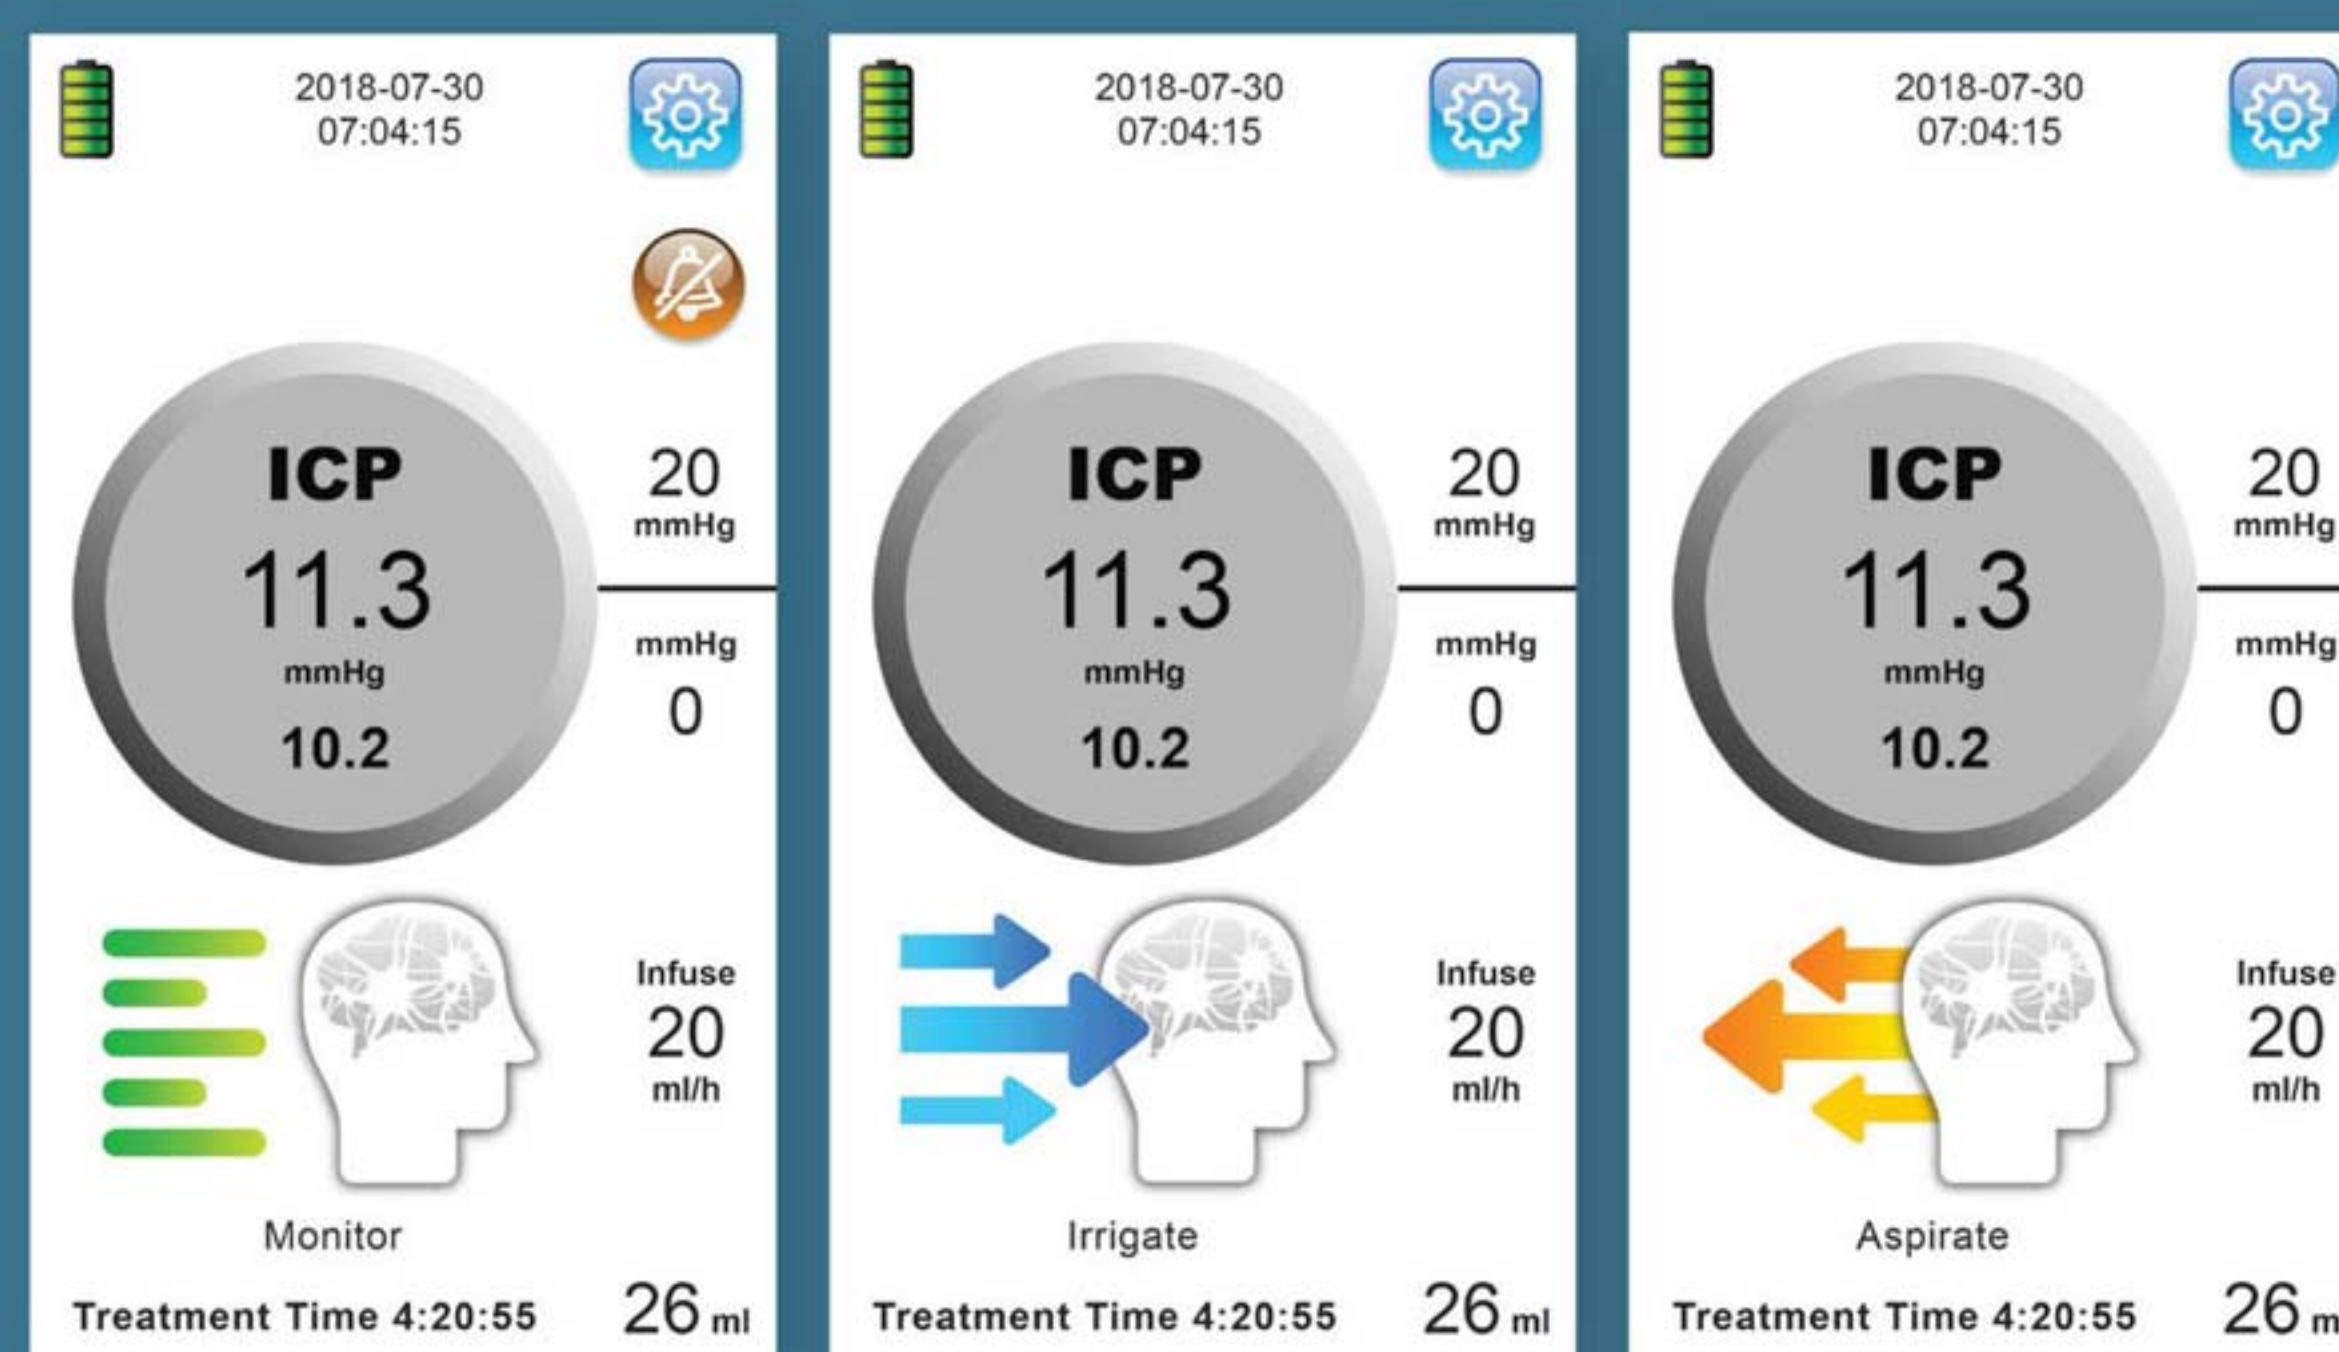 2018-07-30
07:04:15
ICP
11.3
mmHg
10.2
20
mmHg
mmHg
0
Infuse
20
ml/h
Monitor
Treatment Time 4:20:55
26 ml
2018-07-30
07:04:15
ICP
11.3
mmHg
10.2
20
mmHg
mmHg
0
Infuse
20
ml/h
Irrigate
Treatment Time 4:20:55
26 ml
2018-07-30
07:04:15
ICP
11.3
mmHg
10.2
20
mmHg
mmHg
0
Infuse
20
ml/h
Aspirate
Treatment Time 4:20:55
26 m